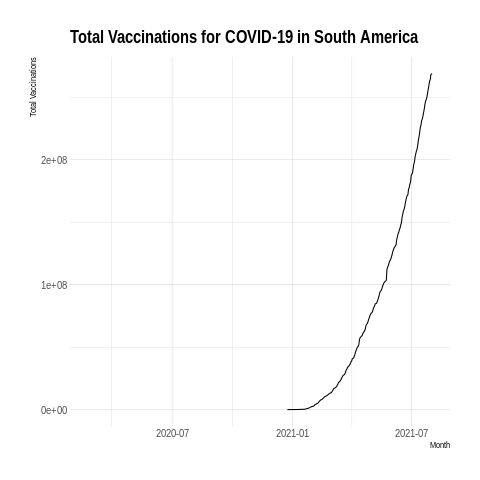 Total Vaccinations for COVID-19 in South America
Total Vaccinations
2e+08
1e+08
0e+00
2020-07
2021-01
2021-07
Month